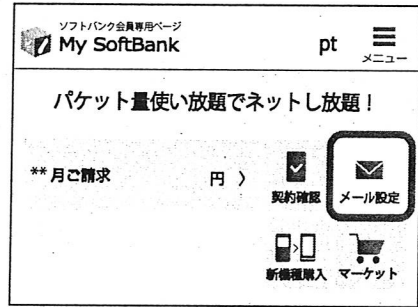 ソフトバンク会員専用ページ
My SoftBank
pt
メニュー
パケット量使い放題でネットし放題！
** 月ご請求
円 〉
契約確認
メール設定
新機種購入
マーケット